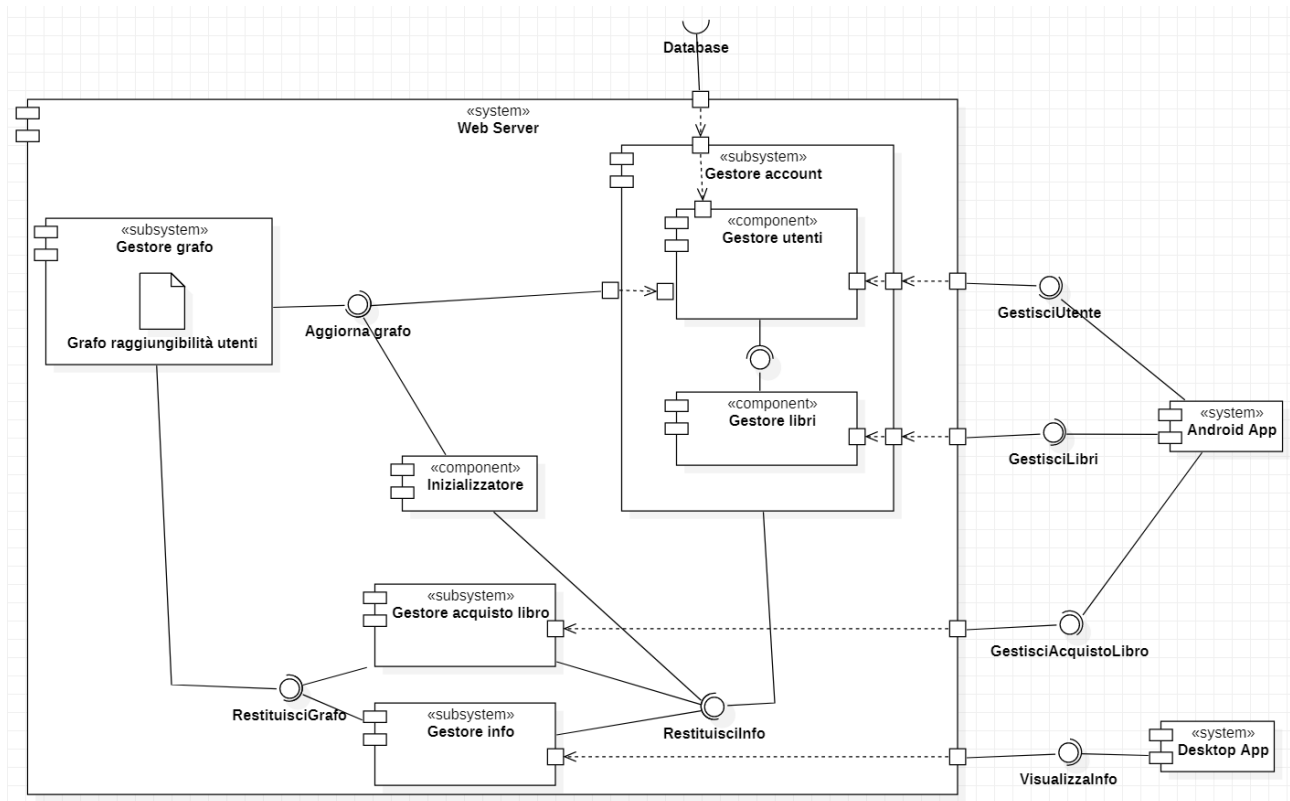 Database
«system»
Web Server
«subsystem»
Gestore account
«component»
Gestore utenti
«subsystem»
Gestore grafo
Grafo raggiungibilità utenti
Aggiorna grafo
GestisciUtente
«component»
Gestore libri
«system»
Android App
GestisciLibri
«component»
Inizializzatore
«subsystem»
Gestore acquisto libro
GestisciAcquistoLibro
RestituisciGrafo
«subsystem»
Gestore info
RestituisciInfo
«system»
Desktop App
VisualizzaInfo